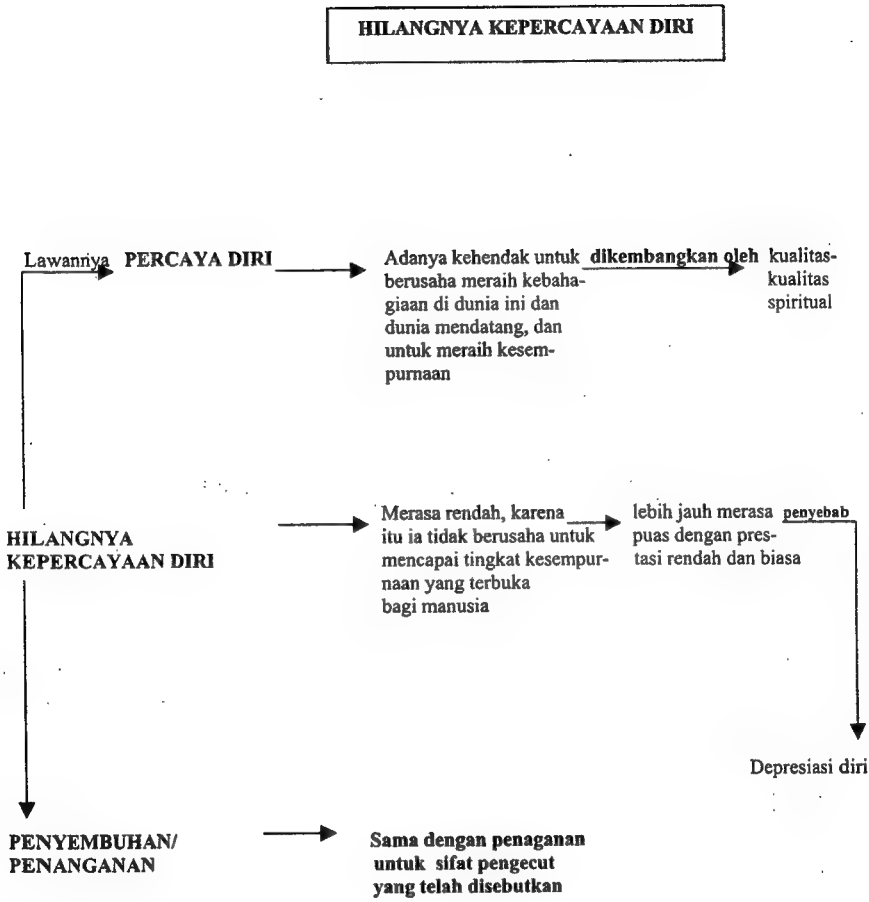 HILANGNYA KEPERCAYAAN DIRI
Lawannya PERCAYA DIRI
Adanya kehendak untuk
berusaha meraih kebaha-
giaan di dunia ini dan
dunia mendatang, dan
untuk meraih kesem-
purnaan
dikembangkan oleh
kualitas-
kualitas
spiritual
HILANGNYA
KEPERCAYAAN DIRI
Merasa rendah, karena
itu ia tidak berusaha untuk
mencapai tingkat kesempur-
naan yang terbuka
bagi manusia
lebih jauh merasa
puas dengan pres-
tasi rendah dan biasa
penyebab
Depresiasi diri
PENYEMBUHAN/
PENANGANAN
Sama dengan penaganan
untuk sifat pengecut
yang telah disebutkan